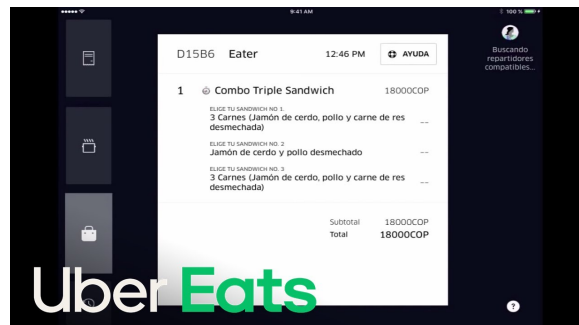 9:41 AM
100 %
D15B6 Eater 12:46 PM AYUDA
Buscando
repartidores
compatibles...
1 Combo Triple Sandwich 18000COP
ELIGE TU SANDWICH NO 1.
3 Carnes (Jamón de cerdo, pollo y carne de res
desmechada) --
ELIGE TU SANDWICH NO. 2
Jamón de cerdo y pollo desmechado --
ELIGE TU SANDWICH NO. 3
3 Carnes (Jamón de cerdo, pollo y carne de res
desmechada) --
Subtotal 18000COP
Total 18000COP
Uber Eats
?